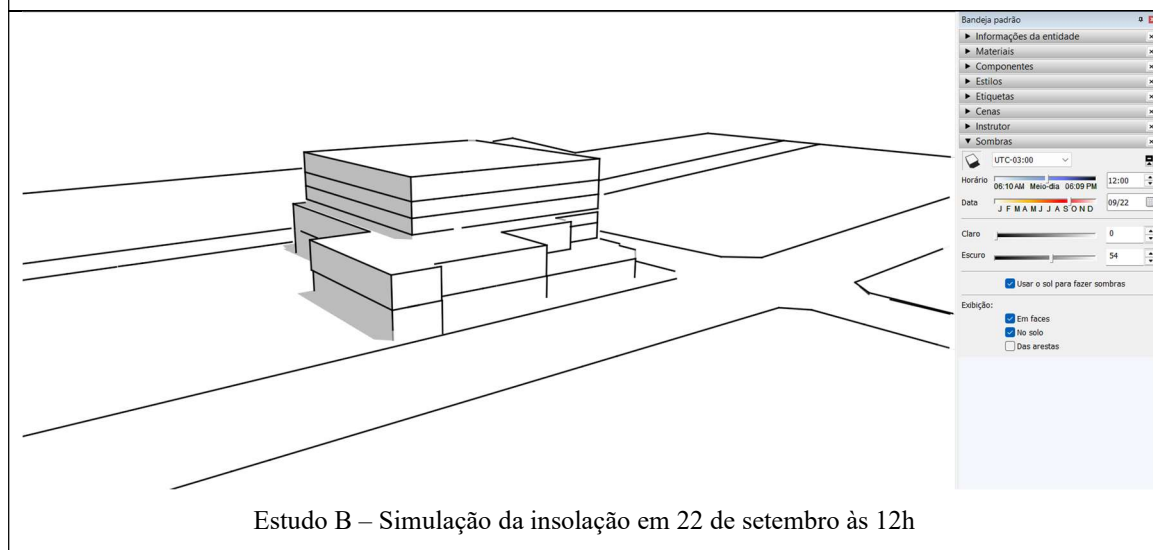 Bandeja padrão
Informações da entidade
Materiais
Componentes
Estilos
Etiquetas
Cenas
Instrutor
Sombras
UTC-03:00
Horário 06:10 AM Meio-dia 06:09 PM 12:00
Data J F M A M J J A S O N D 09/22
Claro 0
Escuro 54
Usar o sol para fazer sombras
Exibição:
Em faces
No solo
Das arestas
Estudo B – Simulação da insolação em 22 de setembro às 12h